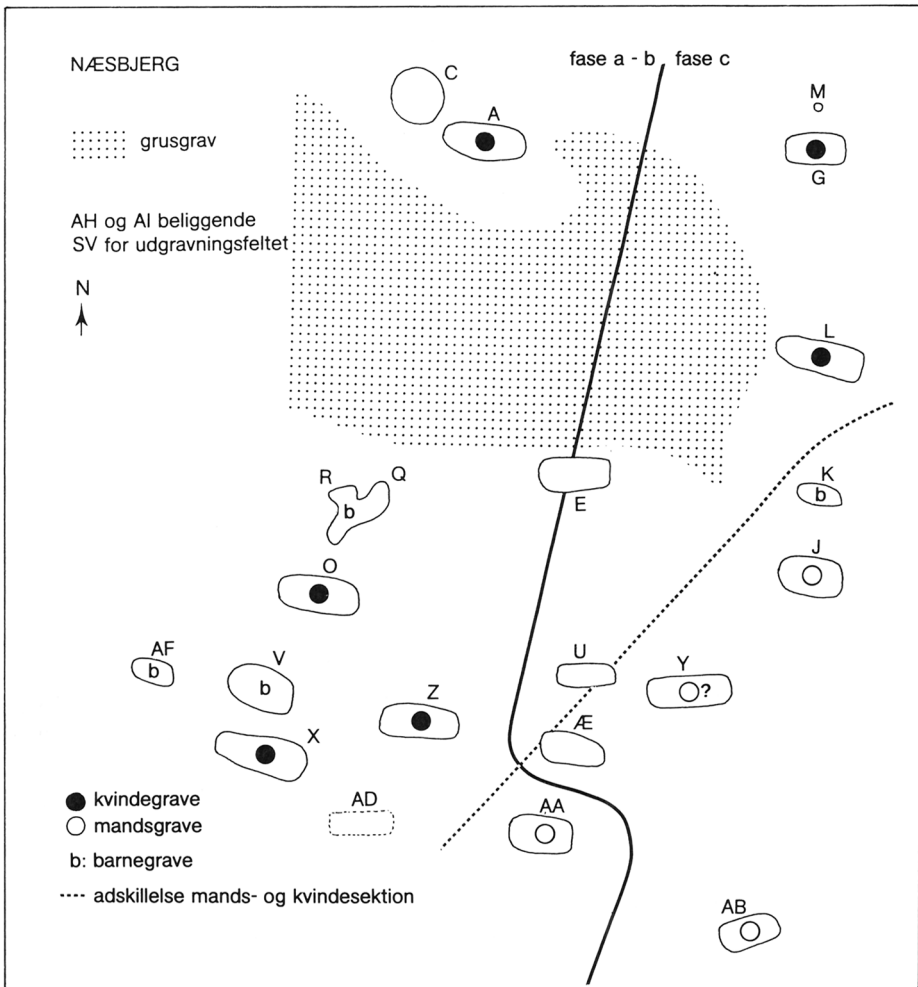 NÆSBJERG
fase a - b
fase c
grusgrav
AH og AI beliggende
SV for udgravningsfeltet
N
C
A
M
G
L
E
R
Q
b
K
b
O
J
AF
b
V
b
U
Y
?
Z
X
Æ
AD
AA
AB
kvindegrave
mandsgrave
b: barnegrave
adskillelse mands- og kvindesektion